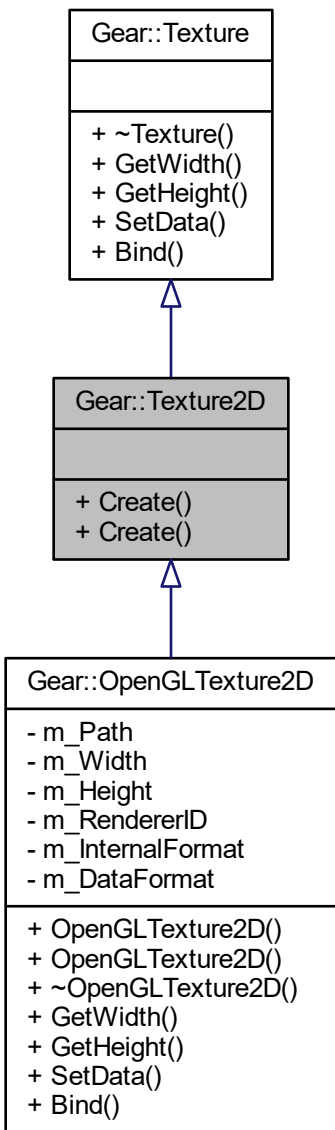 Gear::Texture
+ ~Texture()
+ GetWidth()
+ GetHeight()
+ SetData()
+ Bind()
Gear::Texture2D
+ Create()
+ Create()
Gear::OpenGLTexture2D
- m_Path
- m_Width
- m_Height
- m_RendererID
- m_InternalFormat
- m_DataFormat
+ OpenGLTexture2D()
+ OpenGLTexture2D()
+ ~OpenGLTexture2D()
+ GetWidth()
+ GetHeight()
+ SetData()
+ Bind()